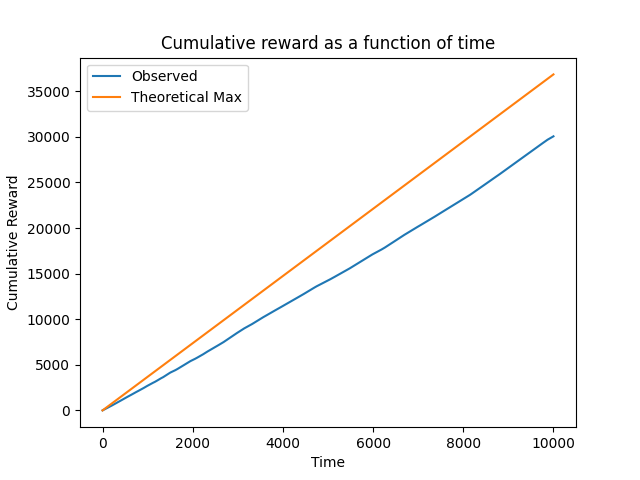 Cumulative reward as a function of time
Observed
Theoretical Max
35000
30000
25000
20000
15000
10000
5000
0
Cumulative Reward
0 2000 4000 6000 8000 10000
Time